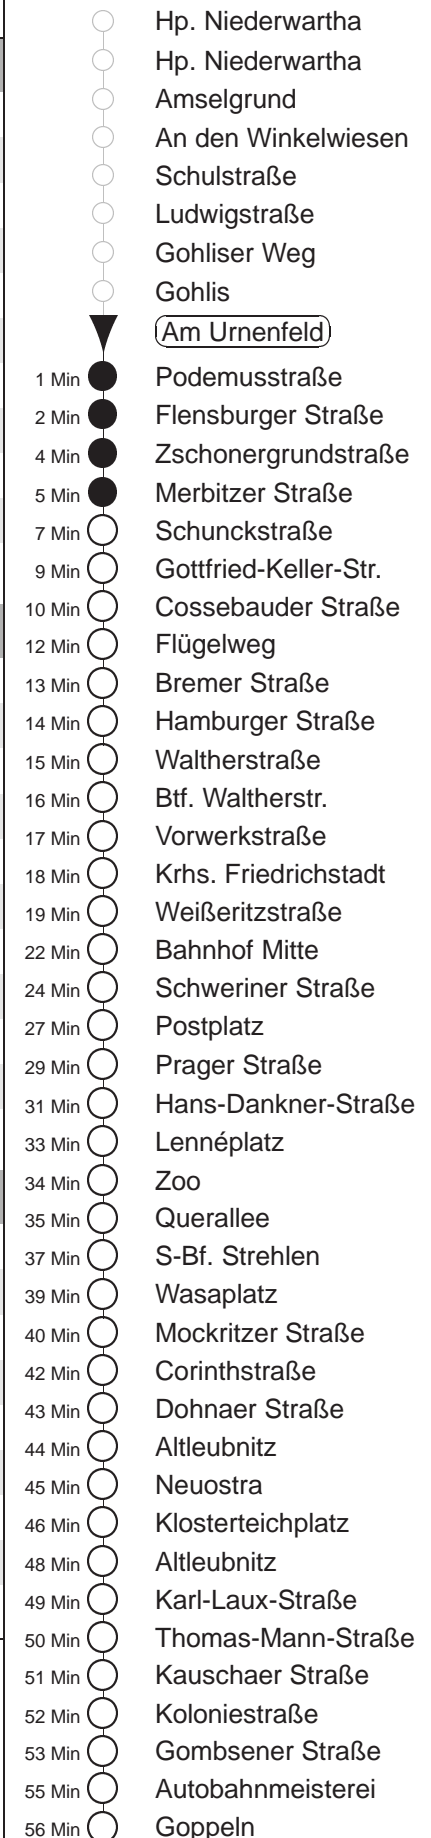 Hp. Niederwartha
Hp. Niederwartha
Amselgrund
An den Winkelwiesen
Schulstraße
Ludwigstraße
Gohliser Weg
Gohlis
Am Urnenfeld
1 Min Podemusstraße
2 Min Flensburger Straße
4 Min Zschonergrundstraße
5 Min Merbitzer Straße
7 Min Schunckstraße
9 Min Gottfried-Keller-Str.
10 Min Cossebauder Straße
12 Min Flügelweg
13 Min Bremer Straße
14 Min Hamburger Straße
15 Min Waltherstraße
16 Min Btf. Waltherstr.
17 Min Vorwerkstraße
18 Min Krhs. Friedrichstadt
19 Min Weißeritzstraße
22 Min Bahnhof Mitte
24 Min Schweriner Straße
27 Min Postplatz
29 Min Prager Straße
31 Min Hans-Dankner-Straße
33 Min Lennéplatz
34 Min Zoo
35 Min Querallee
37 Min S-Bf. Strehlen
39 Min Wasaplatz
40 Min Mockritzer Straße
42 Min Corinthstraße
43 Min Dohnaer Straße
44 Min Altleubnitz
45 Min Neuostra
46 Min Klosterteichplatz
48 Min Altleubnitz
49 Min Karl-Laux-Straße
50 Min Thomas-Mann-Straße
51 Min Kauschaer Straße
52 Min Koloniestraße
53 Min Gombsener Straße
55 Min Autobahnmeisterei
56 Min Goppeln